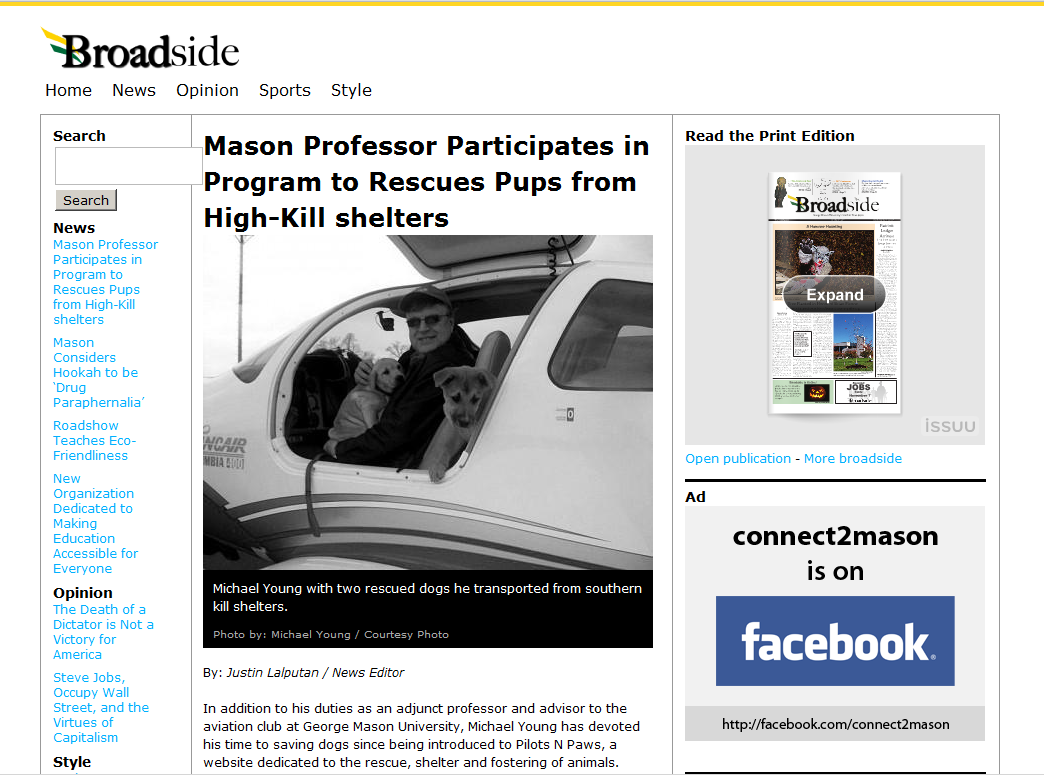 Broadside
Home News Opinion Sports Style
Search
Search
News
Mason Professor
Participates in
Program to
Rescues Pups
from High-Kill
shelters
Mason
Considers
Hookah to be
‘Drug
Paraphernalia’
Roadshow
Teaches Eco-
Friendliness
New
Organization
Dedicated to
Making
Education
Accessible for
Everyone
Opinion
The Death of a
Dictator is Not a
Victory for
America
Steve Jobs,
Occupy Wall
Street, and the
Virtues of
Capitalism
Style
Mason Professor Participates in
Program to Rescues Pups from
High-Kill shelters
Michael Young with two rescued dogs he transported from southern
kill shelters.
Photo by: Michael Young / Courtesy Photo
By: Justin Lalputan / News Editor
In addition to his duties as an adjunct professor and advisor to the
aviation club at George Mason University, Michael Young has devoted
his time to saving dogs since being introduced to Pilots N Paws, a
website dedicated to the rescue, shelter and fostering of animals.
Read the Print Edition
Broadside
Expand
JOBS
issuu
Open publication - More broadside
Ad
connect2mason
is on
facebook.
http://facebook.com/connect2mason